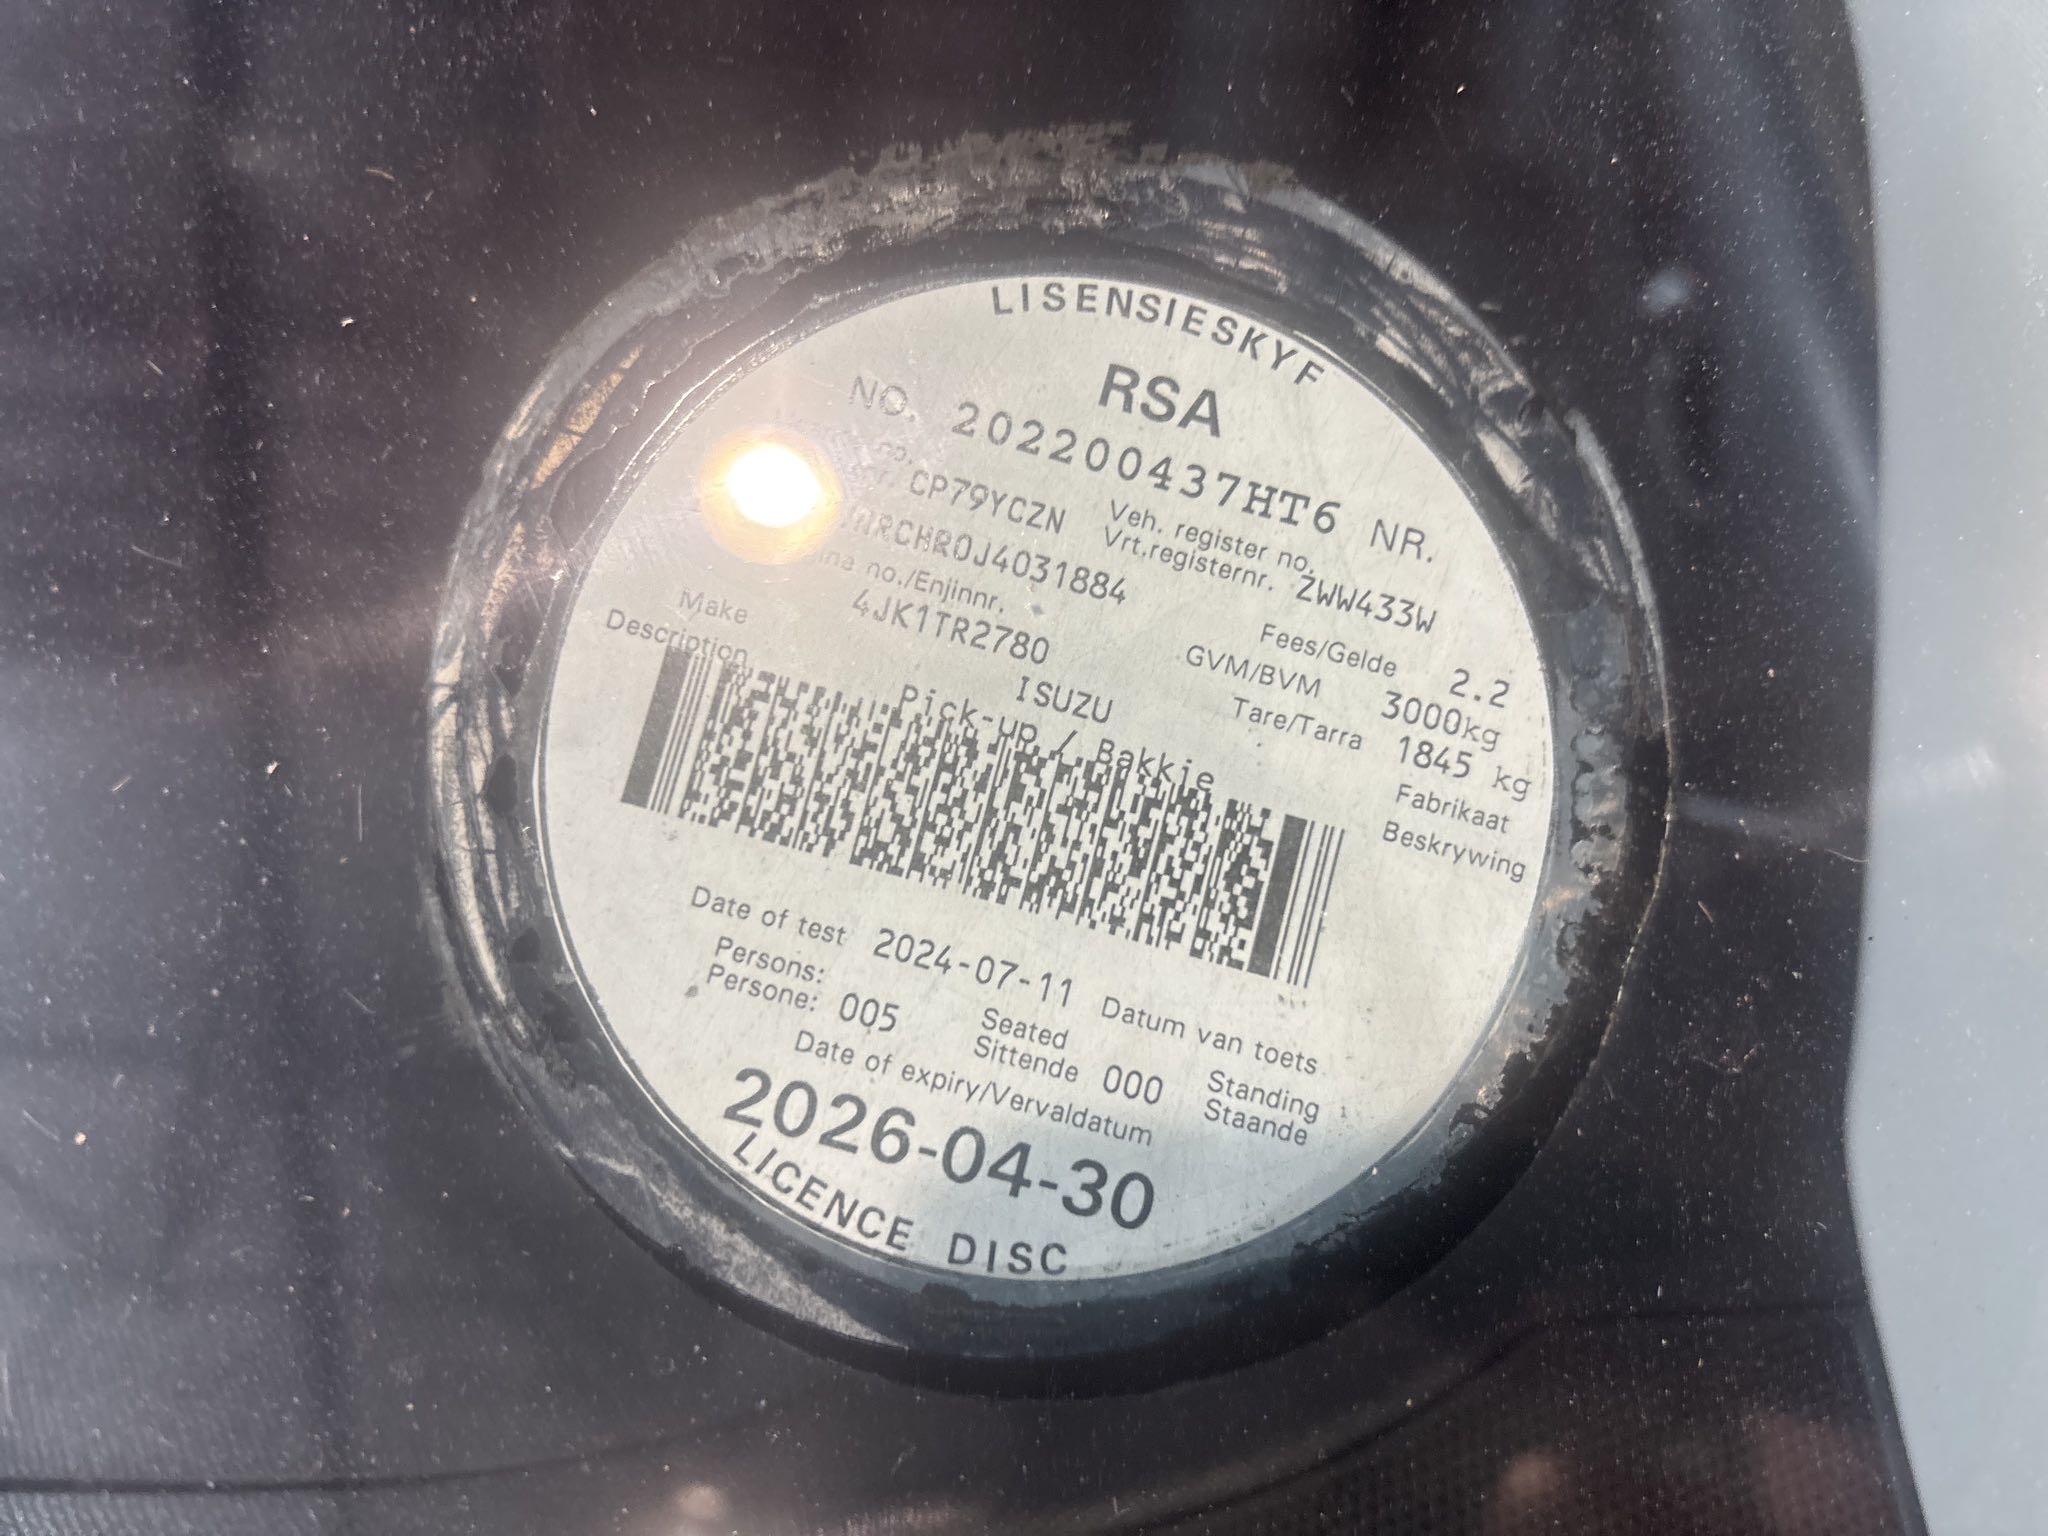 LISENSIESKYF
RSA
NO. 202200437HT6 NR.
CP79YCZN Veh. register no. Vrt.registernr. ZWW433W
RCHR0J4031884
no./Enjinnr. Fees/Gelde 2.2
4JK1TR2780 GVM/BVM 3000kg
Make ISUZU Tare/Tarra 1845 kg
Description Pick-up / Bakkie Fabrikaat
Beskrywing
Date of test 2024-07-11 Datum van toets
Persons: Seated Standing
Persone: 005 Sittende 000 Staande
Date of expiry/Vervaldatum
2026-04-30
LICENCE DISC